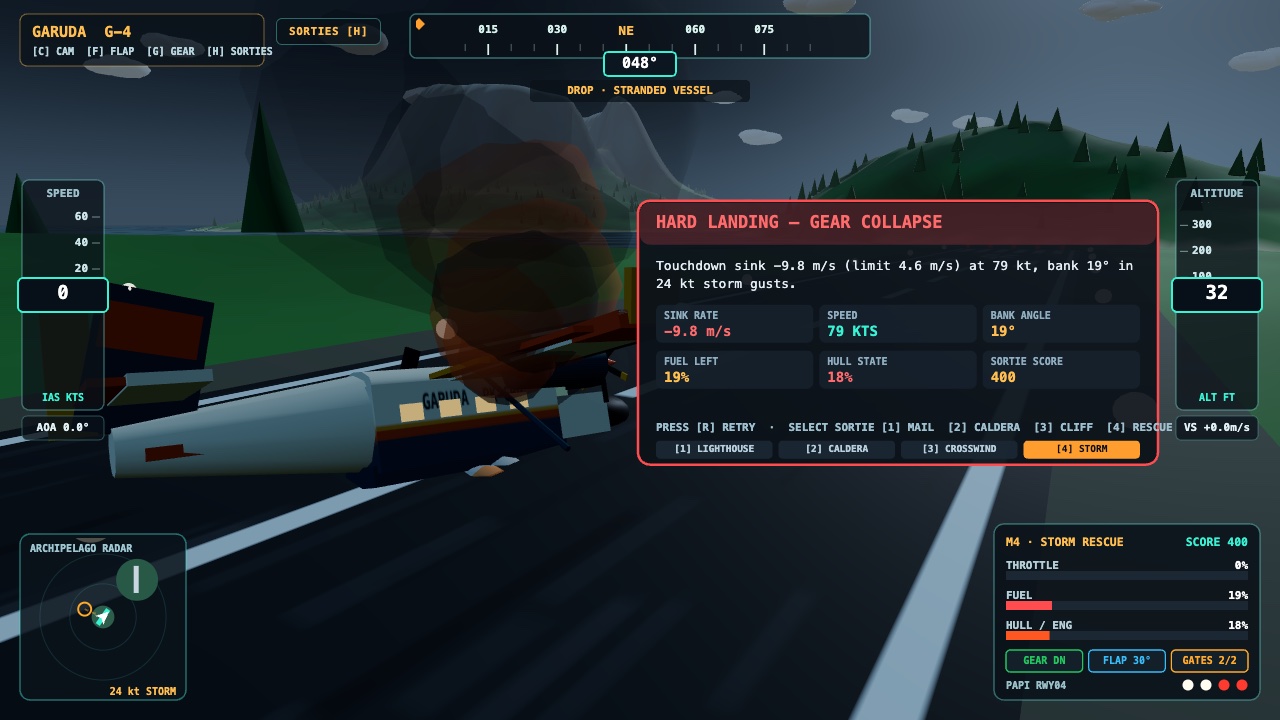 GARUDA G-4
[C] CAM [F] FLAP [G] GEAR [H] SORTIES
SORTIES [H]
015 030 NE 060 075
048°
DROP · STRANDED VESSEL
SPEED
60
40
20
0
IAS KTS
AOA 0.0°
ALTITUDE
300
200
100
32
ALT FT
VS +0.0m/s
GARUDA
HARD LANDING — GEAR COLLAPSE
Touchdown sink −9.8 m/s (limit 4.6 m/s) at 79 kt, bank 19° in
24 kt storm gusts.
SINK RATE
−9.8 m/s
SPEED
79 KTS
BANK ANGLE
19°
FUEL LEFT
19%
HULL STATE
18%
SORTIE SCORE
400
PRESS [R] RETRY · SELECT SORTIE [1] MAIL [2] CALDERA [3] CLIFF [4] RESCUE
[1] LIGHTHOUSE [2] CALDERA [3] CROSSWIND [4] STORM
ARCHIPELAGO RADAR
24 kt STORM
M4 · STORM RESCUE SCORE 400
THROTTLE 0%
FUEL 19%
HULL / ENG 18%
GEAR DN FLAP 30° GATES 2/2
PAPI RWY04